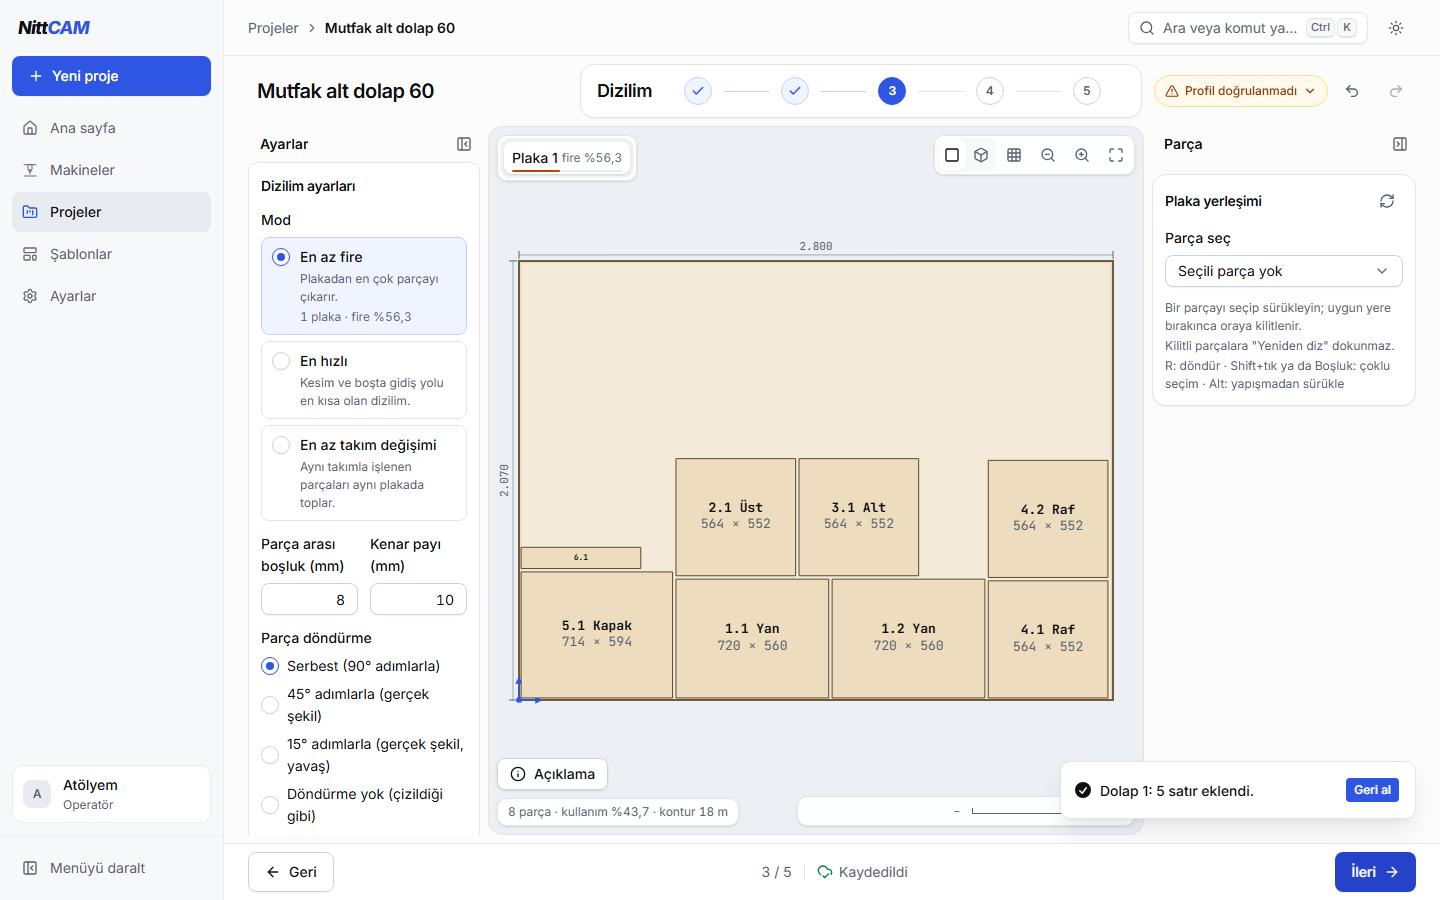 NittCAM
Projeler > Mutfak alt dolap 60
Ara veya komut ya... Ctrl K
Yeni proje
Ana sayfa
Makineler
Projeler
Şablonlar
Ayarlar
Mutfak alt dolap 60
Dizilim
3
4
5
Profil doğrulanmadı
Ayarlar
Dizilim ayarları
Mod
En az fire
Plakadan en çok parçayı
çıkarır.
1 plaka · fire %56,3
En hızlı
Kesim ve boşta gidiş yolu
en kısa olan dizilim.
En az takım değişimi
Aynı takımla işlenen
parçaları aynı plakada
toplar.
Parça arası
boşluk (mm)
Kenar payı
(mm)
8
10
Parça döndürme
Serbest (90° adımlarla)
45° adımlarla (gerçek
şekil)
15° adımlarla (gerçek şekil,
yavaş)
Döndürme yok (çizildiği
gibi)
Plaka 1 fire %56,3
2.800
2.070
2.1 Üst
564 × 552
3.1 Alt
564 × 552
4.2 Raf
564 × 552
6.1
5.1 Kapak
714 × 594
1.1 Yan
720 × 560
1.2 Yan
720 × 560
4.1 Raf
564 × 552
Açıklama
8 parça · kullanım %43,7 · kontur 18 m
–
Parça
Plaka yerleşimi
Parça seç
Seçili parça yok
Bir parçayı seçip sürükleyin; uygun yere
bırakınca oraya kilitlenir.
Kilitli parçalara "Yeniden diz" dokunmaz.
R: döndür · Shift+tık ya da Boşluk: çoklu
seçim · Alt: yapışmadan sürükle
Dolap 1: 5 satır eklendi.
Geri al
A
Atölyem
Operatör
Menüyü daralt
Geri
3 / 5
Kaydedildi
İleri